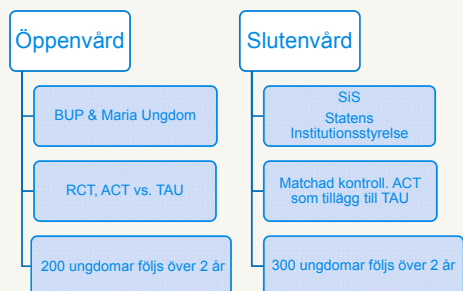 Öppenvård
BUP & Maria Ungdom
RCT, ACT vs. TAU
200 ungdomar följs över 2 år
Slutenvård
SiS
Statens
Institutionsstyrelse
Matchad kontroll. ACT
som tillägg till TAU
300 ungdomar följs över 2 år